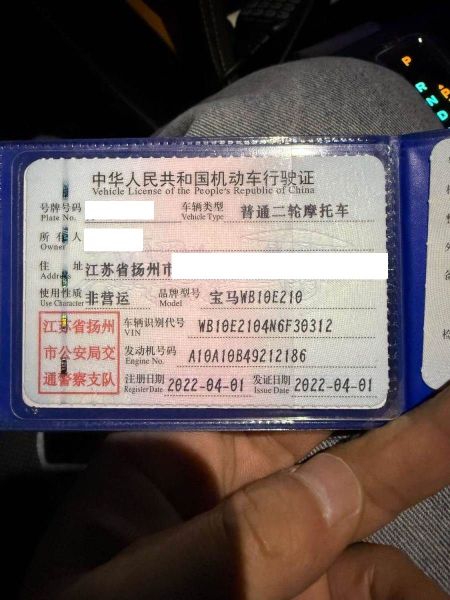 中华人民共和国机动车行驶证
Vehicle License of the People's Republic of China
号牌号码 车辆类型 普通二轮摩托车
Plate No. Vehicle Type
所有人
Owner
住址 江苏省扬州市
Address
使用性质 非营运 品牌型号 宝马WB10E210
Use Character Model
江苏省扬州市公安局交通警察支队
车辆识别代号 WB10E2104N6F30312
VIN
发动机号码 A10A10B49212186
Engine No.
注册日期 2022-04-01 发证日期 2022-04-01
Register Date Issue Date
P
R
N
D